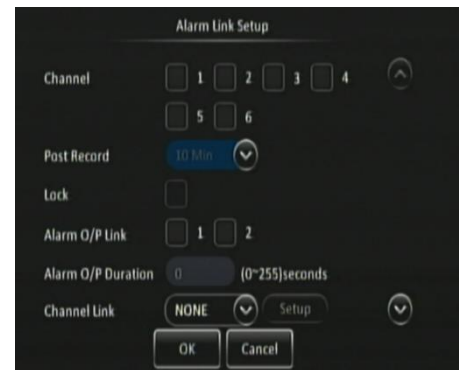 Alarm Link Setup
Channel 1 2 3 4
5 6
Post Record 10 Min
Lock
Alarm O/P Link 1 2
Alarm O/P Duration 0 (0~255)seconds
Channel Link NONE Setup
OK Cancel